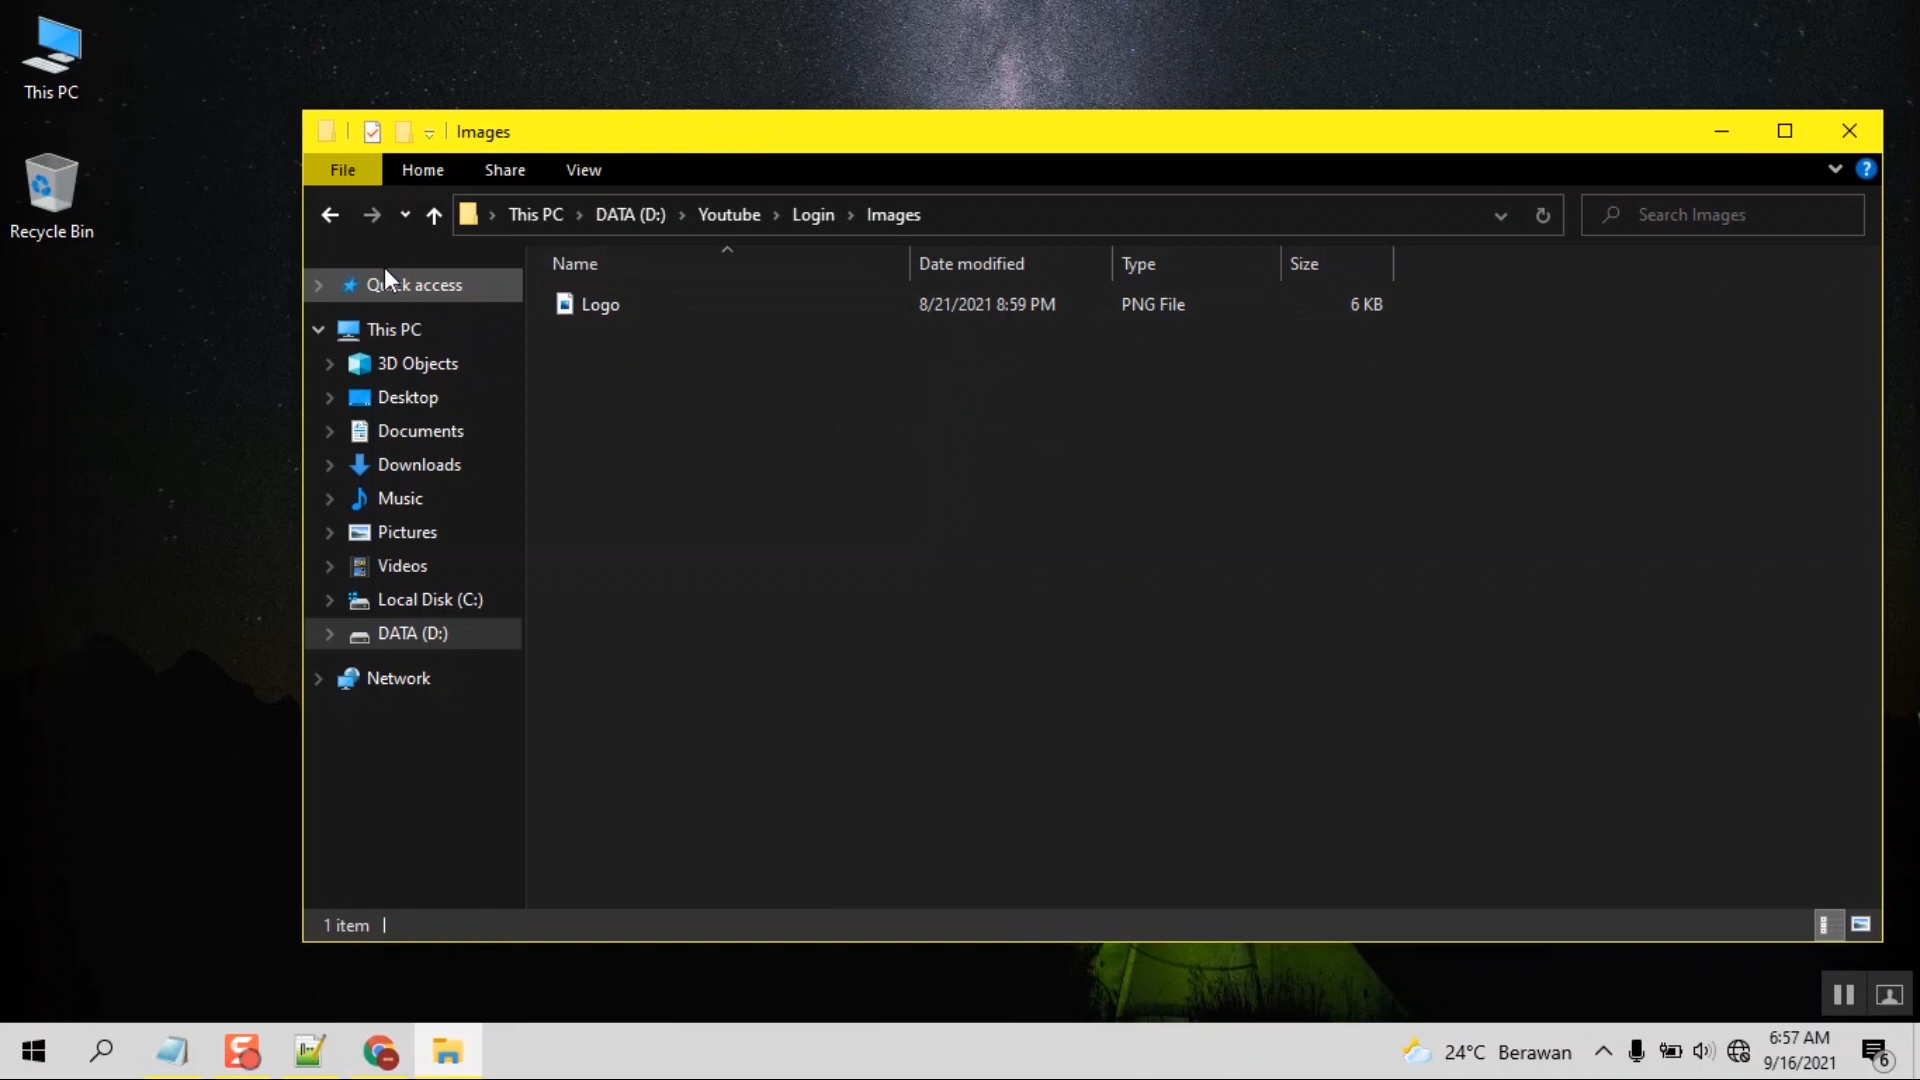 This PC
Recycle Bin
Images
File Home Share View
This PC DATA (D:) Youtube Login Images
Search Images
Name Date modified Type Size
Logo 8/21/2021 8:59 PM PNG File 6 KB
Quick access
This PC
3D Objects
Desktop
Documents
Downloads
Music
Pictures
Videos
Local Disk (C:)
DATA (D:)
Network
1 item
24°C Berawan
6:57 AM
9/16/2021
6